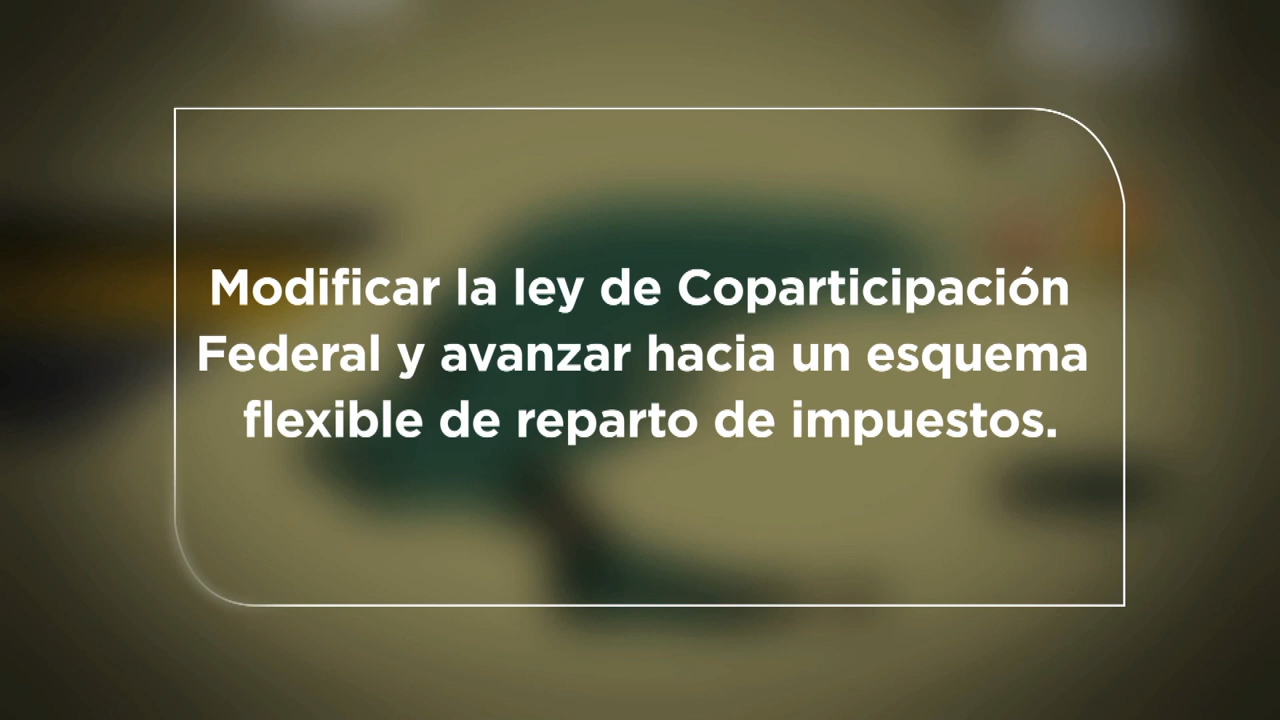 Modificar la ley de Coparticipación
Federal y avanzar hacia un esquema
flexible de reparto de impuestos.